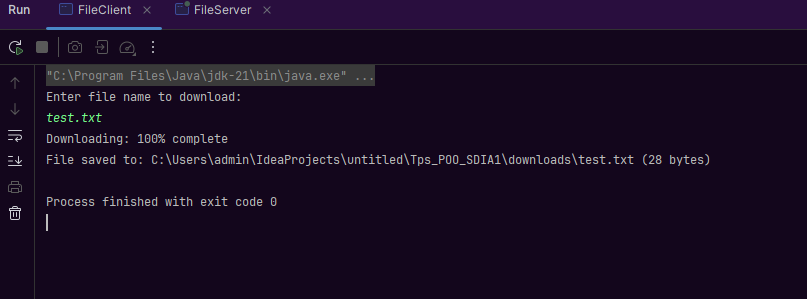 Run FileClient FileServer
"C:\Program Files\Java\jdk-21\bin\java.exe" ...
Enter file name to download:
test.txt
Downloading: 100% complete
File saved to: C:\Users\admin\IdeaProjects\untitled\Tps_POO_SDIA1\downloads\test.txt (28 bytes)
Process finished with exit code 0